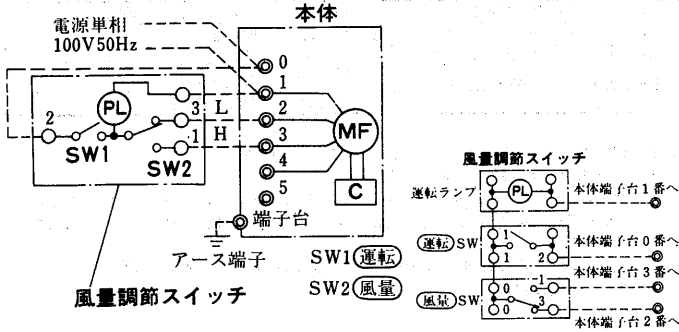 本体
電源単相
100V50Hz
0
1
2
3
4
5
PL
2
3
L
1
H
SW1
SW2
MF
C
端子台
アース端子
風量調節スイッチ
SW1 運転
SW2 風量
風量調節スイッチ
運転ランプ
PL
本体端子台1番へ
運転 SW
1
1
2
本体端子台0番へ
本体端子台3番へ
風量 SW
0
0
1
3
本体端子台2番へ